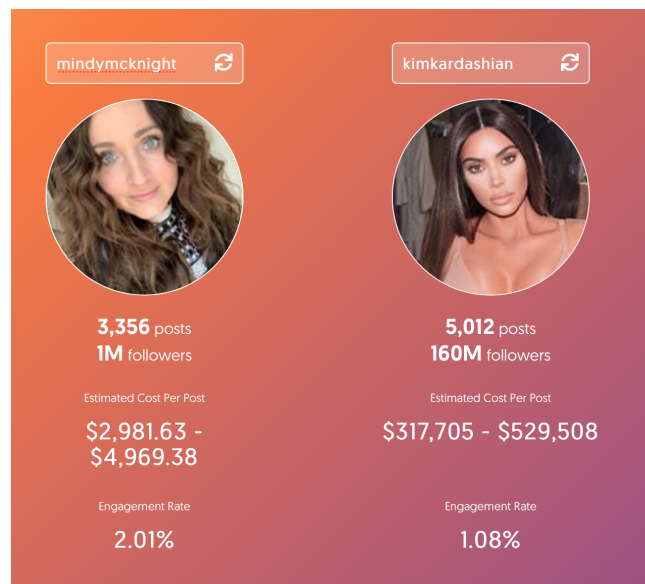 mindymcknight
3,356 posts
1M followers
Estimated Cost Per Post
$2,981.63 -
$4,969.38
Engagement Rate
2.01%
kimkardashian
5,012 posts
160M followers
Estimated Cost Per Post
$317,705 - $529,508
Engagement Rate
1.08%